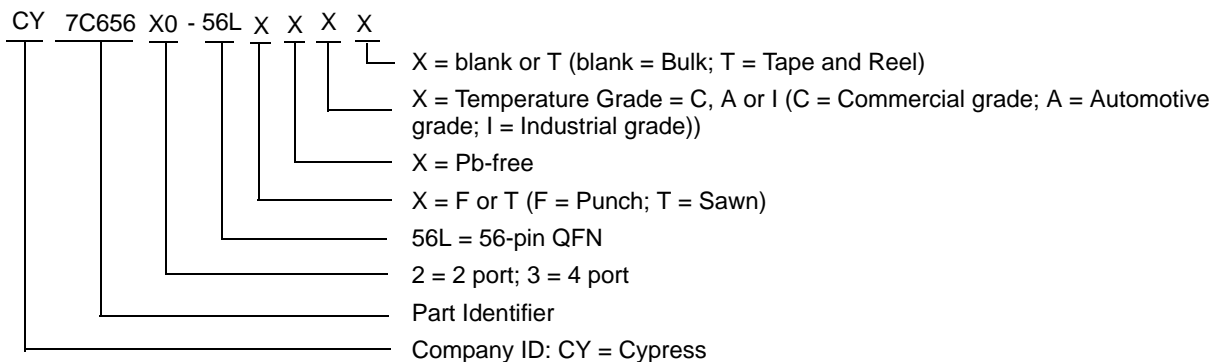 CY 7C656 X0 - 56L X X X X
X = blank or T (blank = Bulk; T = Tape and Reel)
X = Temperature Grade = C, A or I (C = Commercial grade; A = Automotive
grade; I = Industrial grade))
X = Pb-free
X = F or T (F = Punch; T = Sawn)
56L = 56-pin QFN
2 = 2 port; 3 = 4 port
Part Identifier
Company ID: CY = Cypress